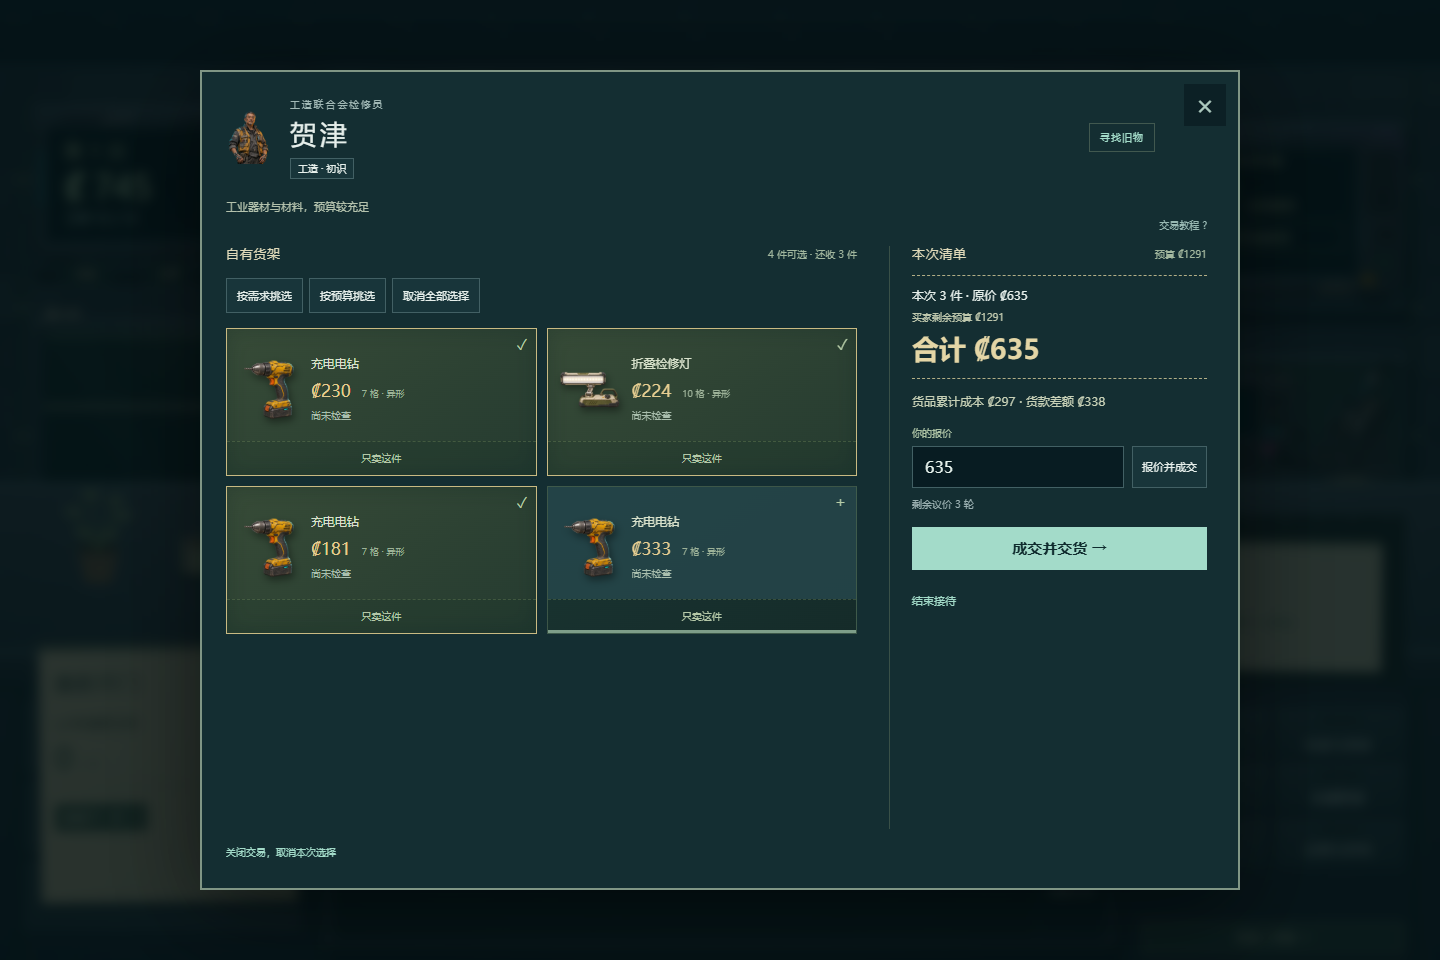 工造联合会检修员
贺津
工造 · 初识
寻找旧物
×
工业器材与材料，预算较充足
交易教程 ?
自有货架
4 件可选 · 还收 3 件
按需求挑选
按预算挑选
取消全部选择
充电电钻
₡230 7 格 · 异形
尚未检查
只卖这件
折叠检修灯
₡224 10 格 · 异形
尚未检查
只卖这件
充电电钻
₡181 7 格 · 异形
尚未检查
只卖这件
充电电钻
₡333 7 格 · 异形
尚未检查
只卖这件
本次清单
预算 ₡1291
本次 3 件 · 原价 ₡635
买家剩余预算 ₡1291
合计 ₡635
货品累计成本 ₡297 · 货款差额 ₡338
你的报价
635
报价并成交
剩余议价 3 轮
成交并交货 →
结束接待
关闭交易，取消本次选择